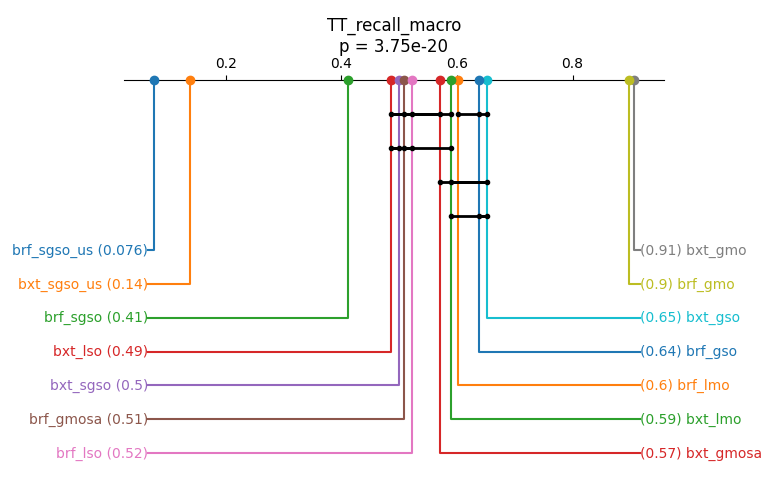 TT_recall_macro
p = 3.75e-20
0.2 0.4 0.6 0.8
brf_sgso_us (0.076) (0.91) bxt_gmo
bxt_sgso_us (0.14) (0.9) brf_gmo
brf_sgso (0.41) (0.65) bxt_gso
bxt_lso (0.49) (0.64) brf_gso
bxt_sgso (0.5) (0.6) brf_lmo
brf_gmosa (0.51) (0.59) bxt_lmo
brf_lso (0.52) (0.57) bxt_gmosa